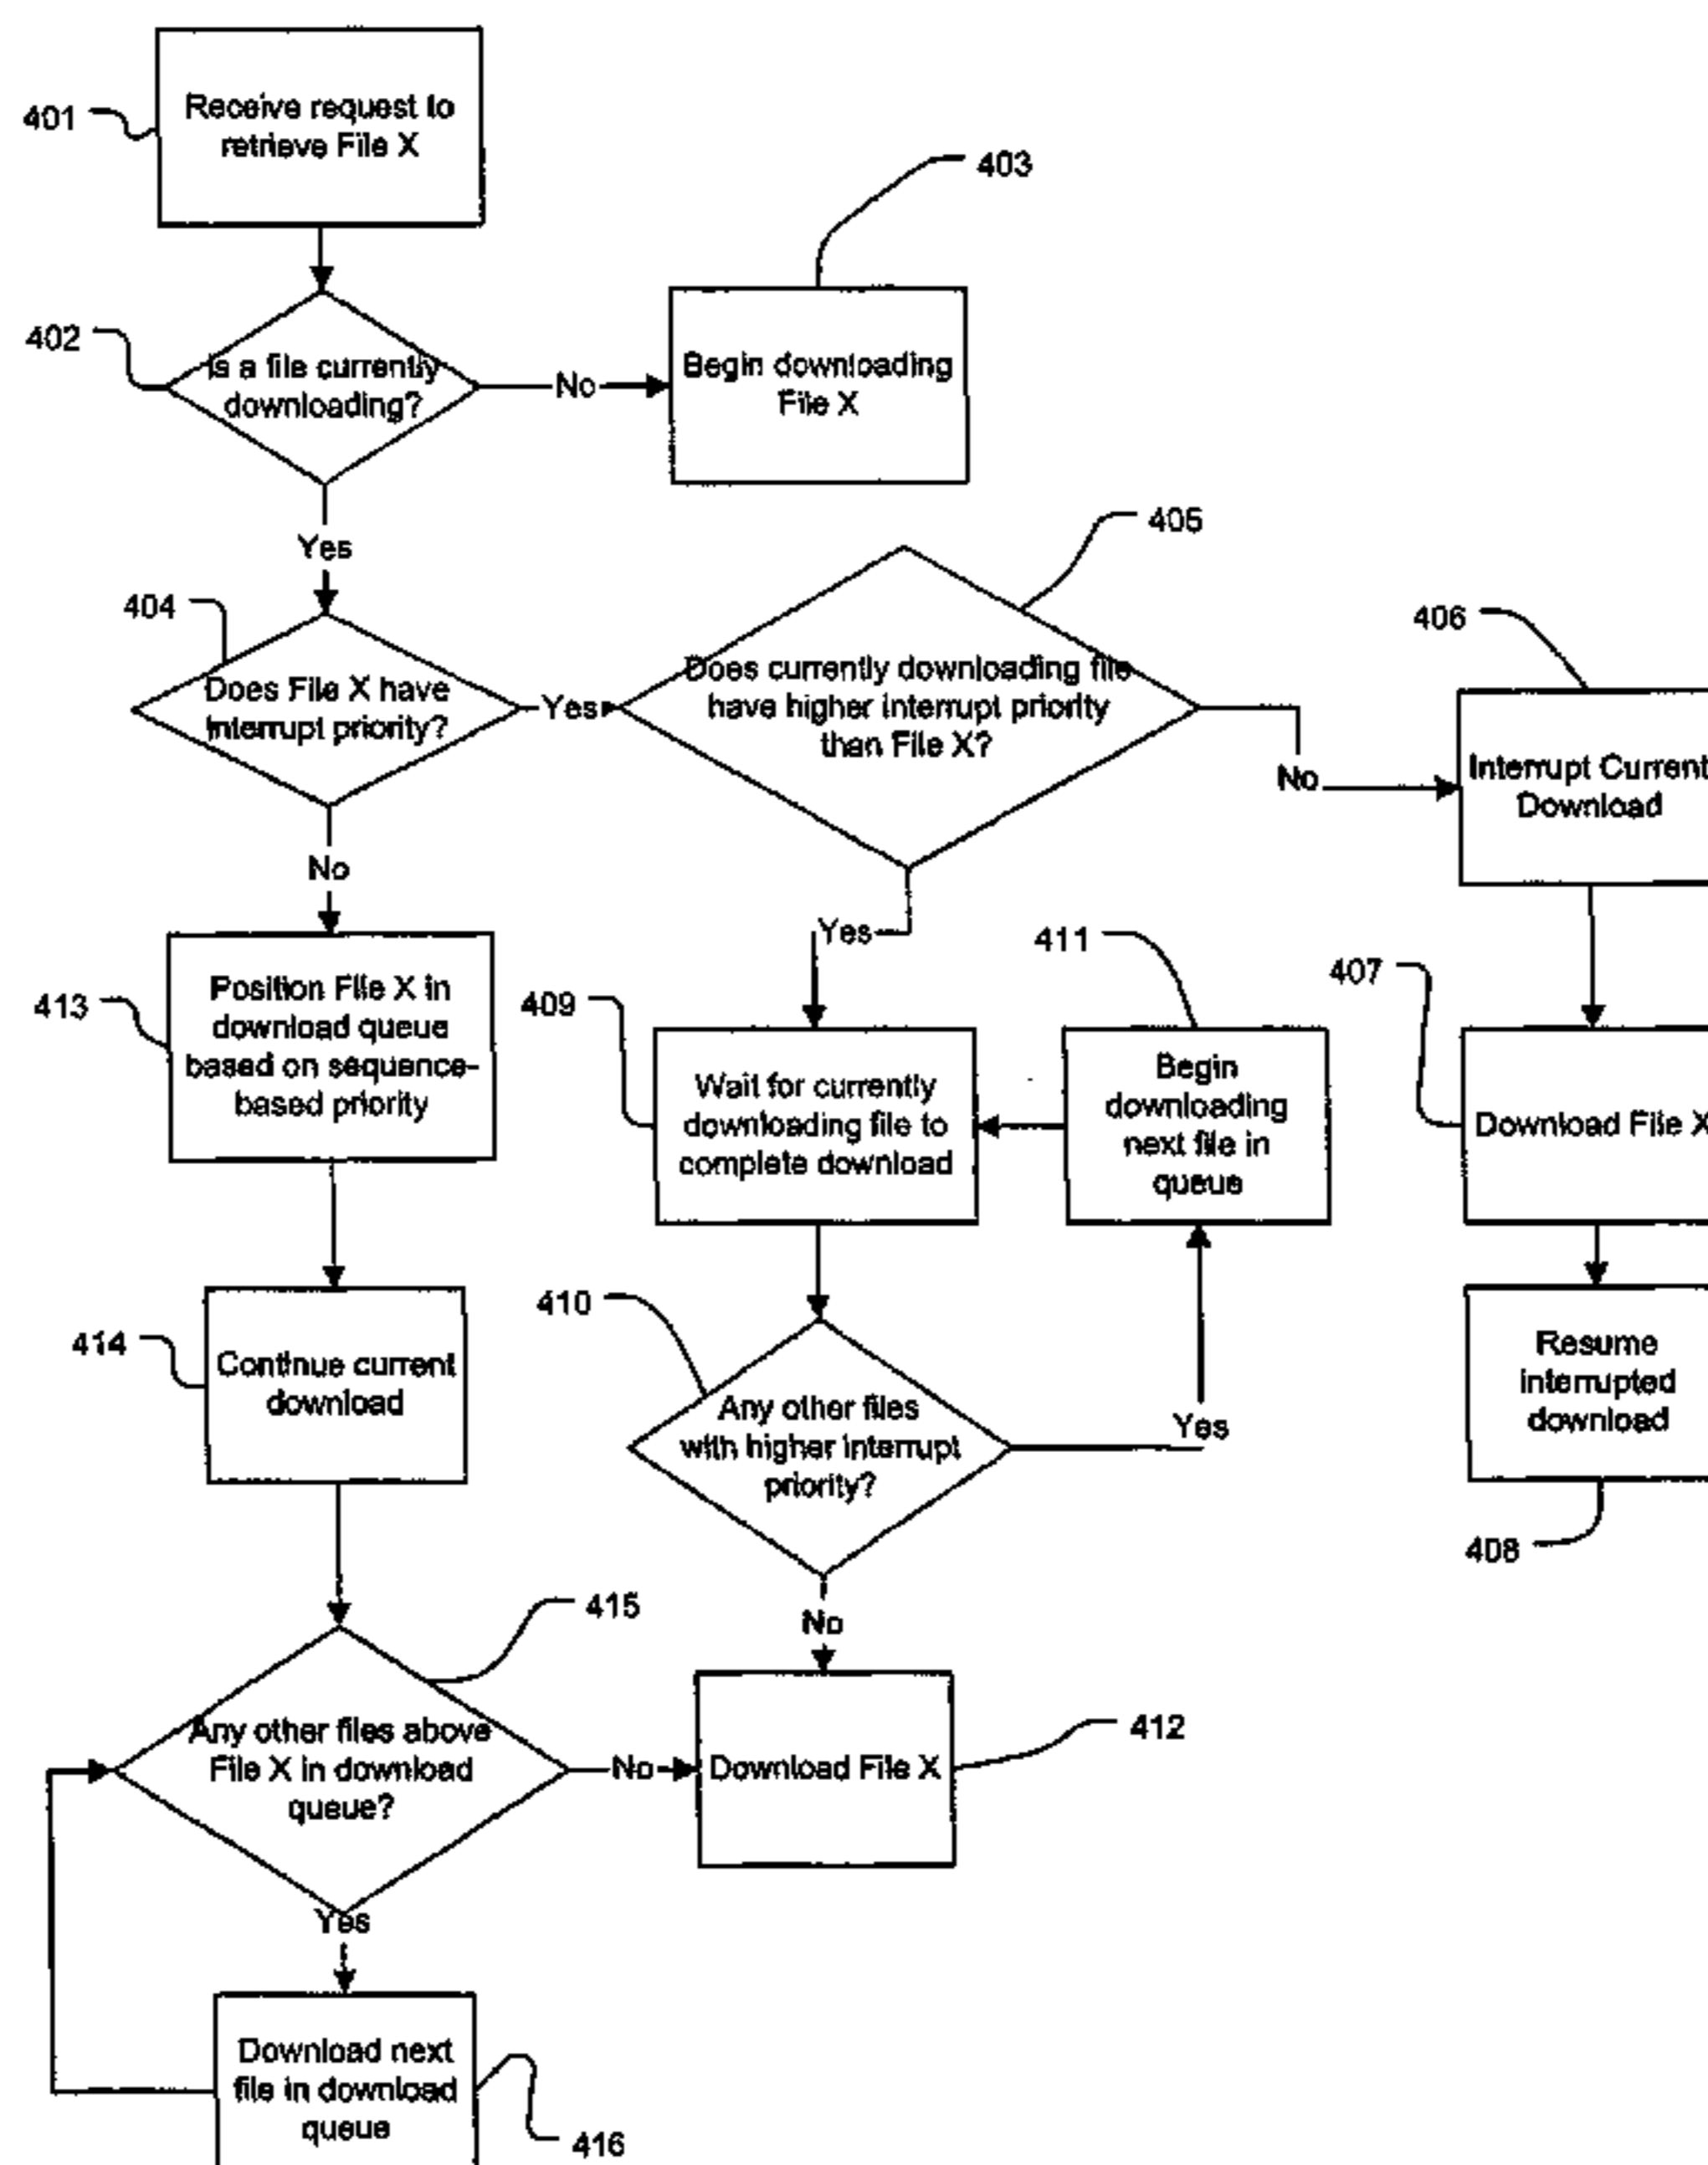 401
Receive request to
retrieve File X
403
402
Is a file currently
downloading?
No
Begin downloading
File X
Yes
405
404
Does File X have
interrupt priority?
Yes
Does currently downloading file
have higher interrupt priority
than File X?
406
No
Interrupt Current
Download
No
Yes
411
407
413
Position File X in
download queue
based on sequence-
based priority
409
Wait for currently
downloading file to
complete download
Begin
downloading
next file in
queue
Download File X
414
Continue current
download
410
Any other files
with higher interrupt
priority?
Yes
Resume
interrupted
download
408
415
No
Any other files above
File X in download
queue?
No
Download File X
412
Yes
Download next
file in download
queue
416